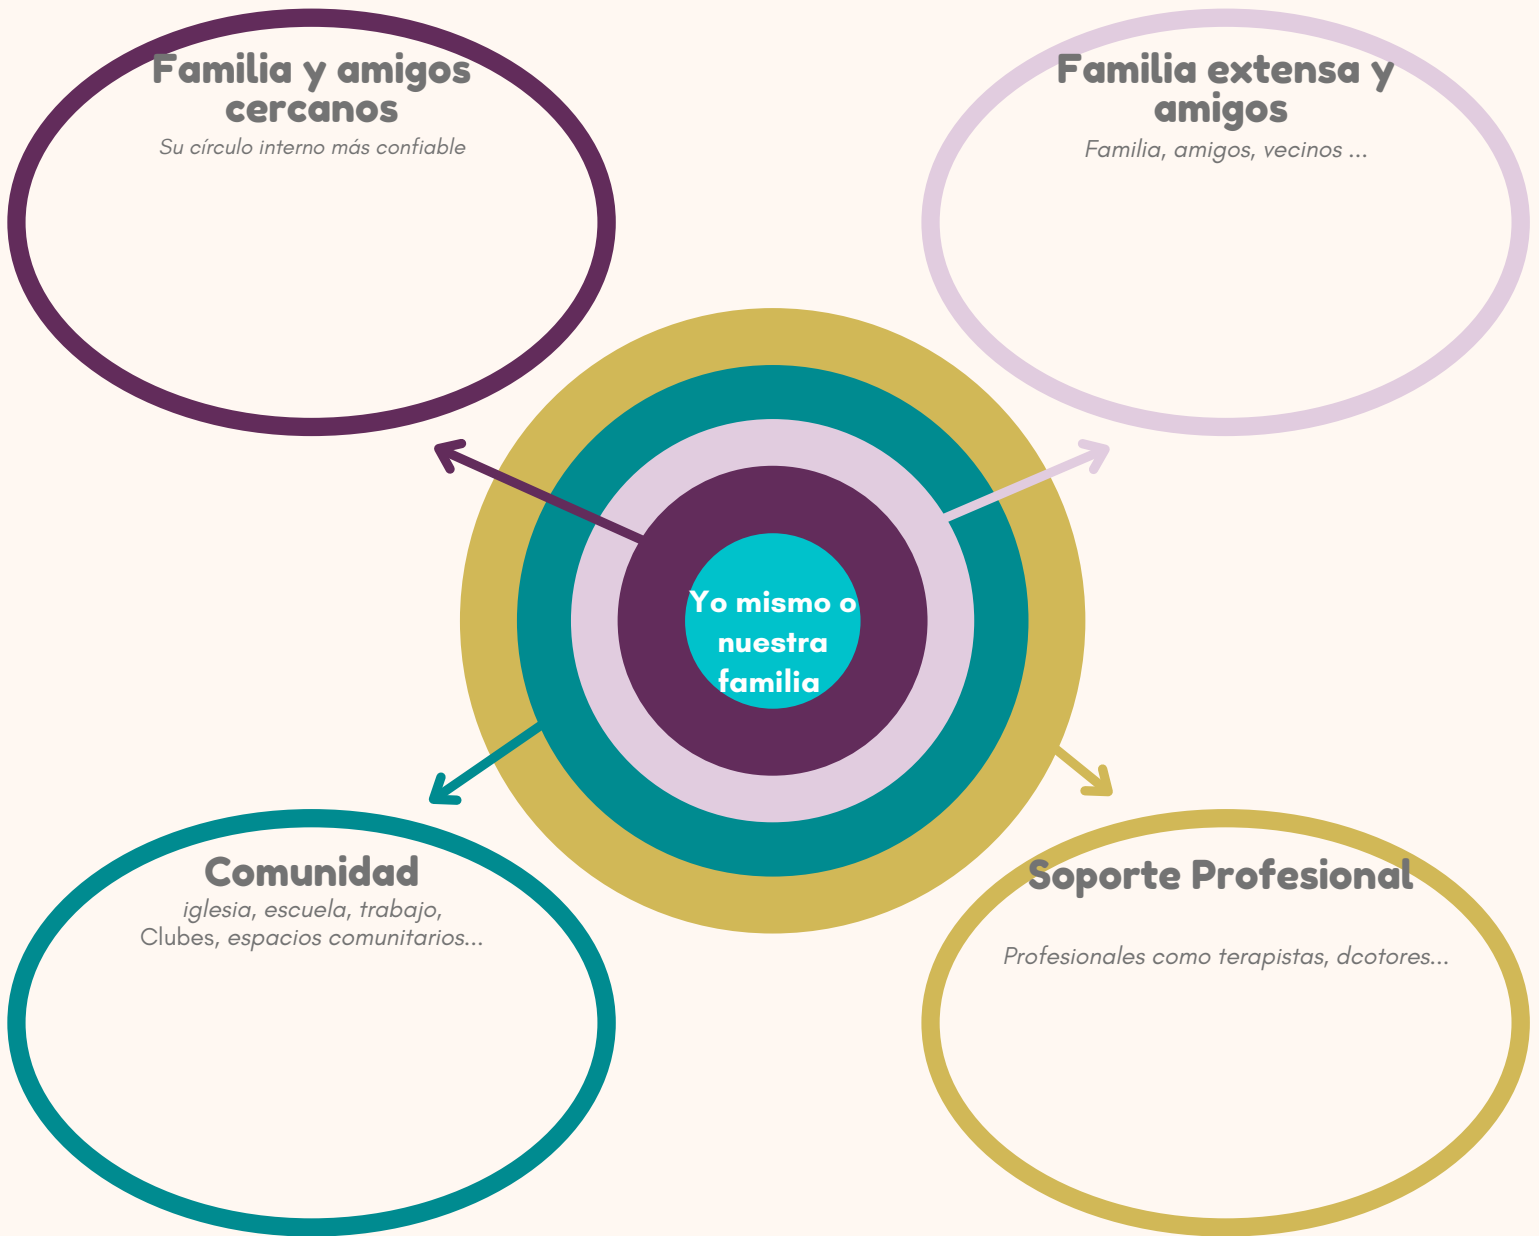 Familia y amigos
cercanos
Su círculo interno más confiable
Familia extensa y
amigos
Familia, amigos, vecinos ...
Yo mismo o
nuestra
familia
Comunidad
iglesia, escuela, trabajo,
Clubes, espacios comunitarios...
Soporte Profesional
Profesionales como terapistas, dcotores...